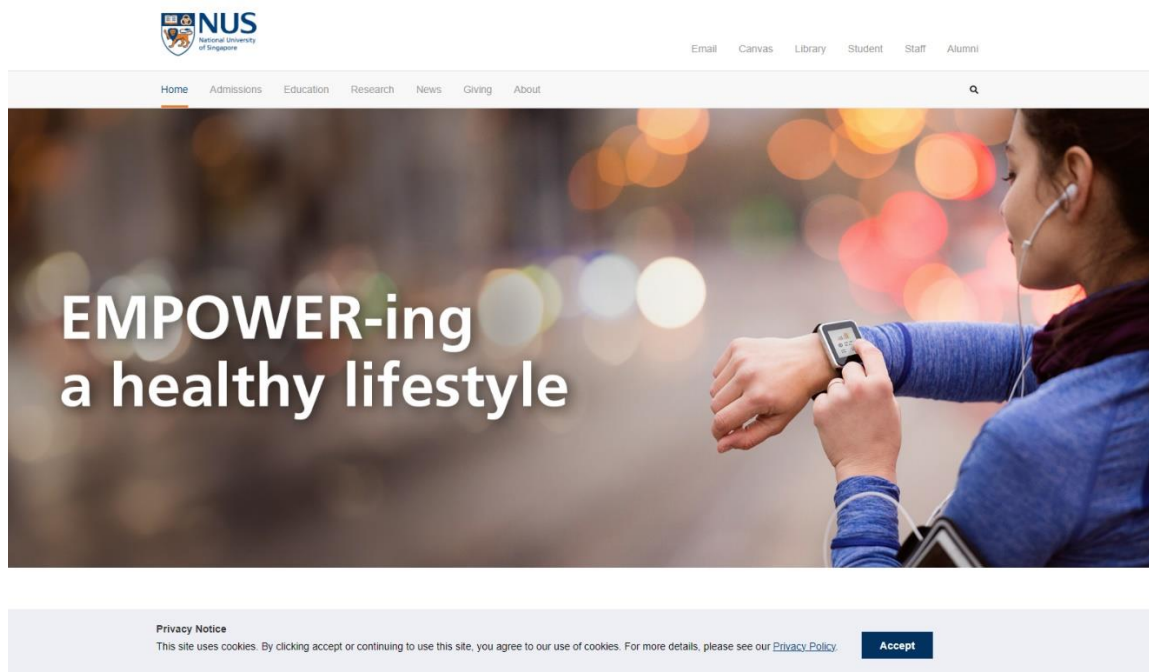 NUS
National University
of Singapore
Email Canvas Library Student Staff Alumni
Home Admissions Education Research News Giving About
EMPOWER-ing
a healthy lifestyle
Privacy Notice
This site uses cookies. By clicking accept or continuing to use this site, you agree to our use of cookies. For more details, please see our Privacy Policy.
Accept